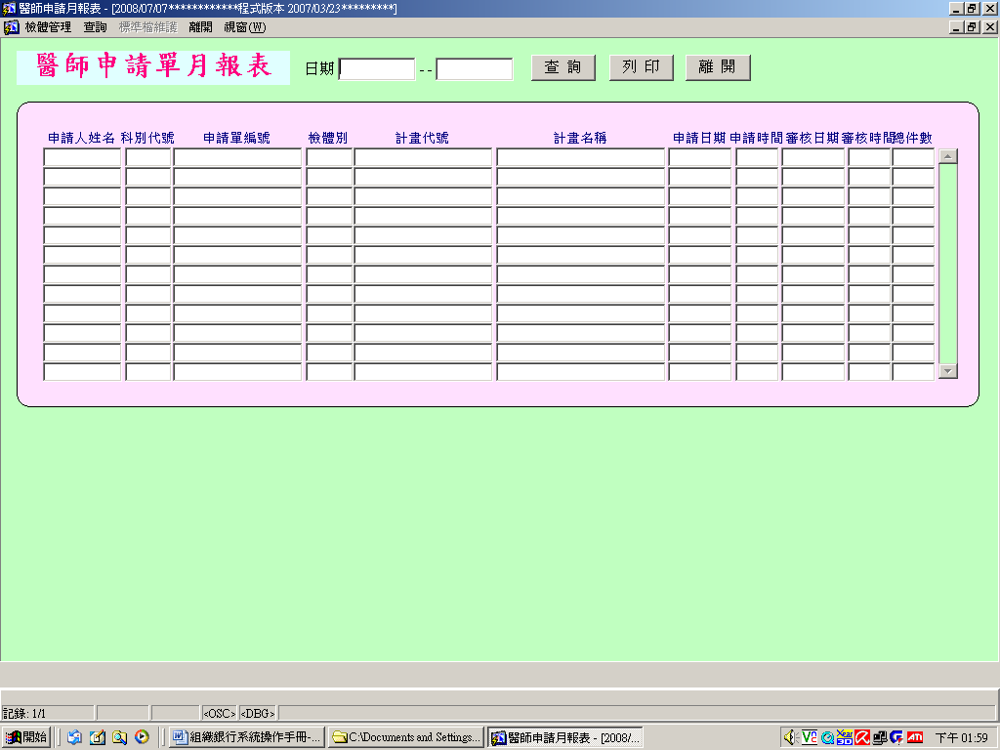 醫師申請月報表 - [2008/07/07************程式版本 2007/03/23*********]
檢體管理 查詢 標準檔維護 離開 視窗(W)
醫師申請單月報表 日期 -- 查 詢 列 印 離 開
申請人姓名 科別代號 申請單編號 檢體別 計畫代號 計畫名稱 申請日期 申請時間 審核日期 審核時間 總件數
記錄: 1/1 <OSC> <DBG>
開始 組織銀行系統操作手冊-... C:\Documents and Settings... 醫師申請月報表 - [2008/... 下午 01:59